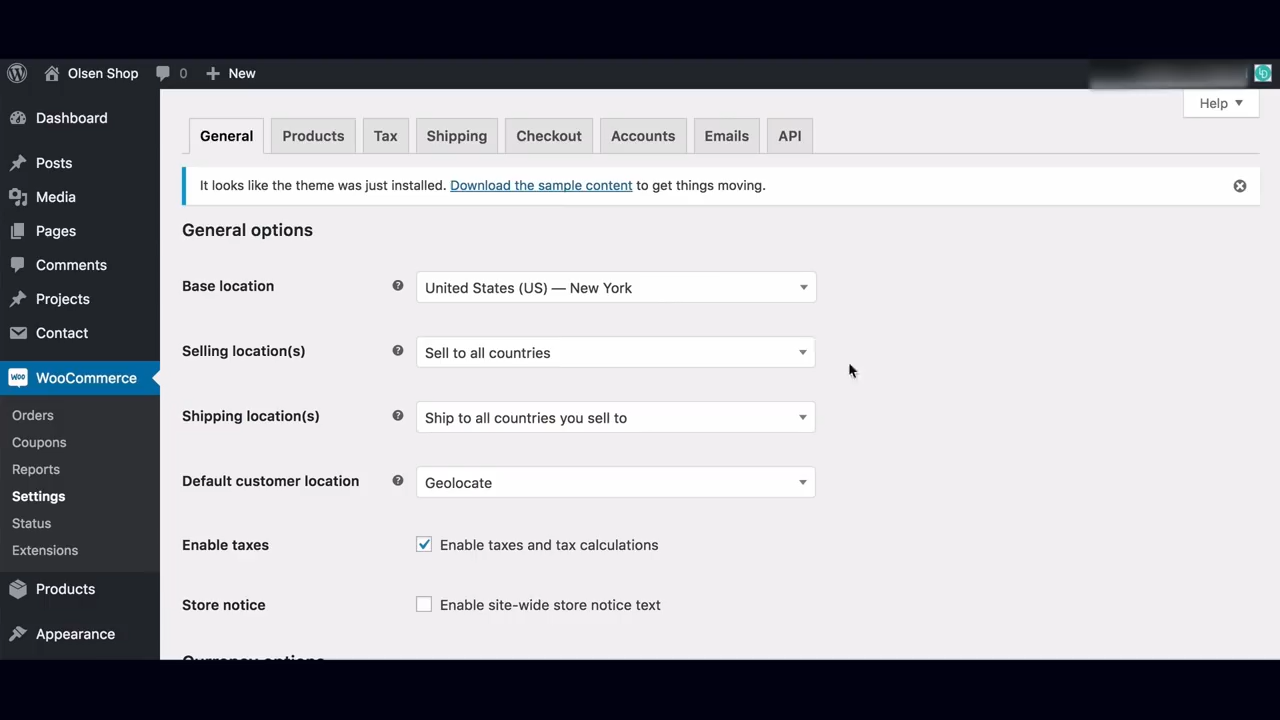 Olsen Shop 0 New
Help
Dashboard
Posts
Media
Pages
Comments
Projects
Contact
WooCommerce
Orders
Coupons
Reports
Settings
Status
Extensions
Products
Appearance
General Products Tax Shipping Checkout Accounts Emails API
It looks like the theme was just installed. Download the sample content to get things moving.
General options
Base location United States (US) — New York
Selling location(s) Sell to all countries
Shipping location(s) Ship to all countries you sell to
Default customer location Geolocate
Enable taxes Enable taxes and tax calculations
Store notice Enable site-wide store notice text